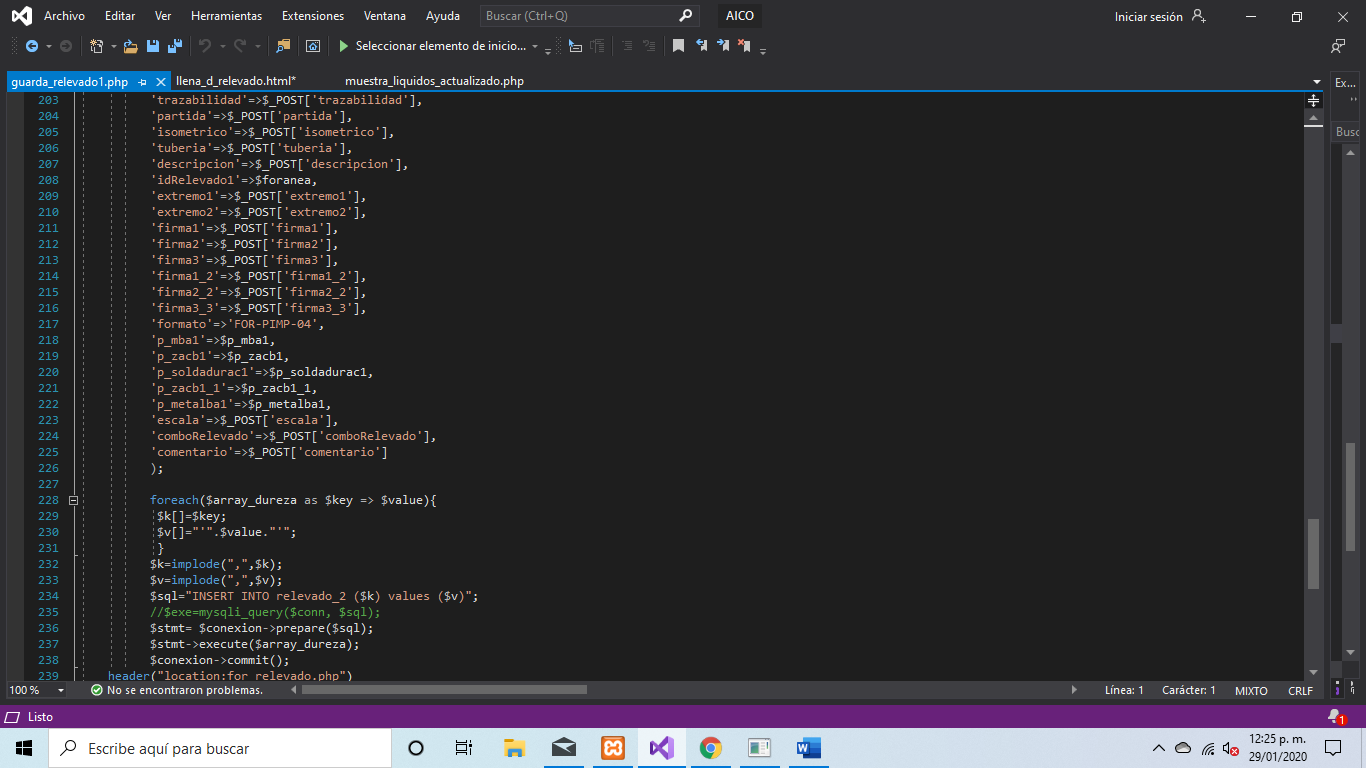 Archivo Editar Ver Herramientas Extensiones Ventana Ayuda Buscar (Ctrl+Q) AICO Iniciar sesión
Seleccionar elemento de inicio...
guarda_relevado1.php llena_d_relevado.html* muestra_liquidos_actualizado.php Ex...
Busc
203 'trazabilidad'=>$_POST['trazabilidad'],
204 'partida'=>$_POST['partida'],
205 'isometrico'=>$_POST['isometrico'],
206 'tuberia'=>$_POST['tuberia'],
207 'descripcion'=>$_POST['descripcion'],
208 'idRelevado1'=>$foranea,
209 'extremo1'=>$_POST['extremo1'],
210 'extremo2'=>$_POST['extremo2'],
211 'firma1'=>$_POST['firma1'],
212 'firma2'=>$_POST['firma2'],
213 'firma3'=>$_POST['firma3'],
214 'firma1_2'=>$_POST['firma1_2'],
215 'firma2_2'=>$_POST['firma2_2'],
216 'firma3_3'=>$_POST['firma3_3'],
217 'formato'=>'FOR-PIMP-04',
218 'p_mba1'=>$p_mba1,
219 'p_zacb1'=>$p_zacb1,
220 'p_soldadurac1'=>$p_soldadurac1,
221 'p_zacb1_1'=>$p_zacb1_1,
222 'p_metalba1'=>$p_metalba1,
223 'escala'=>$_POST['escala'],
224 'comboRelevado'=>$_POST['comboRelevado'],
225 'comentario'=>$_POST['comentario']
226 );
227
228 foreach($array_dureza as $key => $value){
229 $k[]=$key;
230 $v[]="'".$value."'";
231 }
232 $k=implode(",",$k);
233 $v=implode(",",$v);
234 $sql="INSERT INTO relevado_2 ($k) values ($v)";
235 //$exe=mysqli_query($conn, $sql);
236 $stmt= $conexion->prepare($sql);
237 $stmt->execute($array_dureza);
238 $conexion->commit();
239 header("location:for_relevado.php")
100 % No se encontraron problemas. Línea: 1 Carácter: 1 MIXTO CRLF
Listo 1
Escribe aquí para buscar
12:25 p. m.
29/01/2020